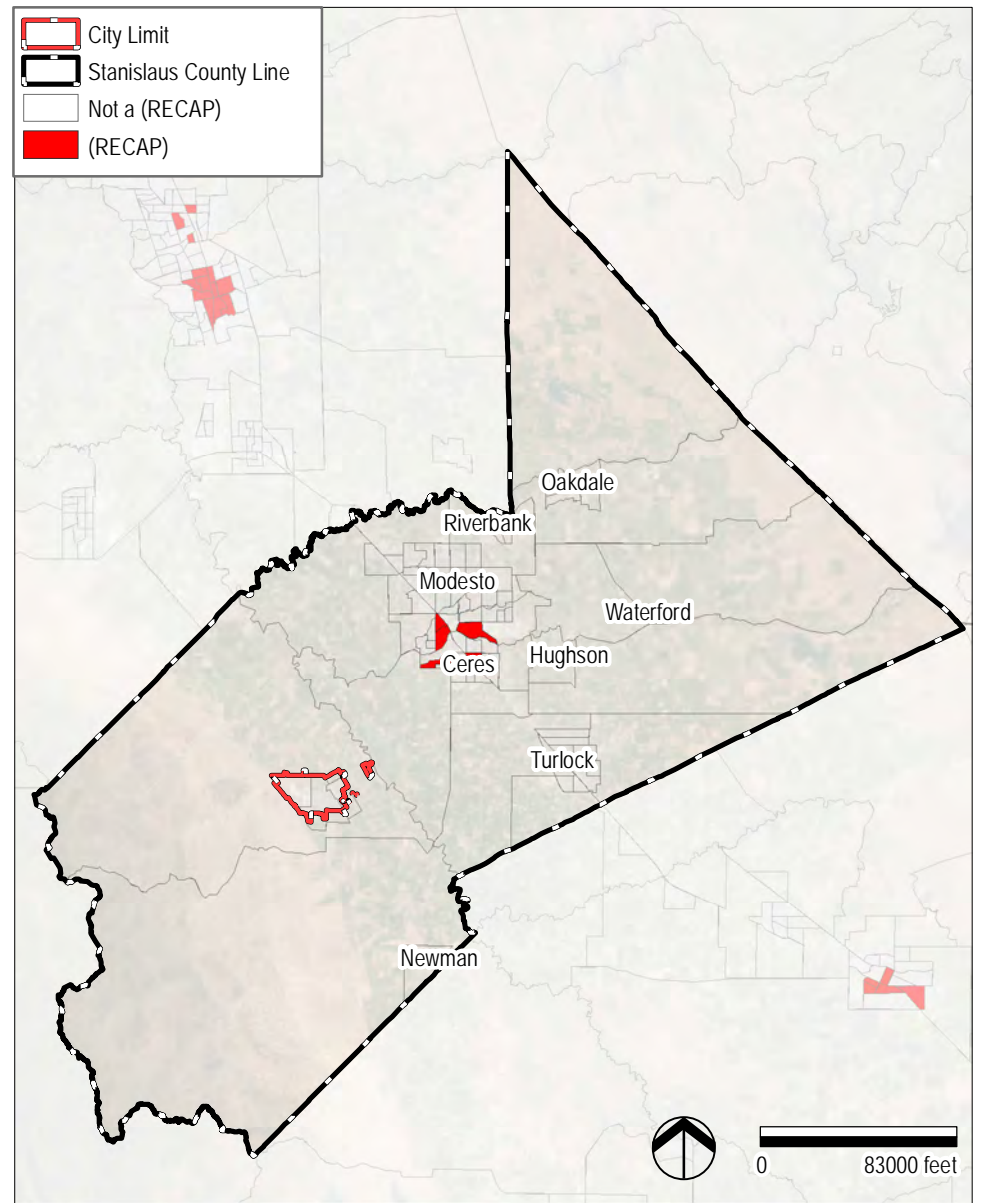 City Limit
Stanislaus County Line
Not a (RECAP)
(RECAP)
Oakdale
Riverbank
Modesto
Waterford
Hughson
Ceres
Turlock
Newman
0
83000 feet